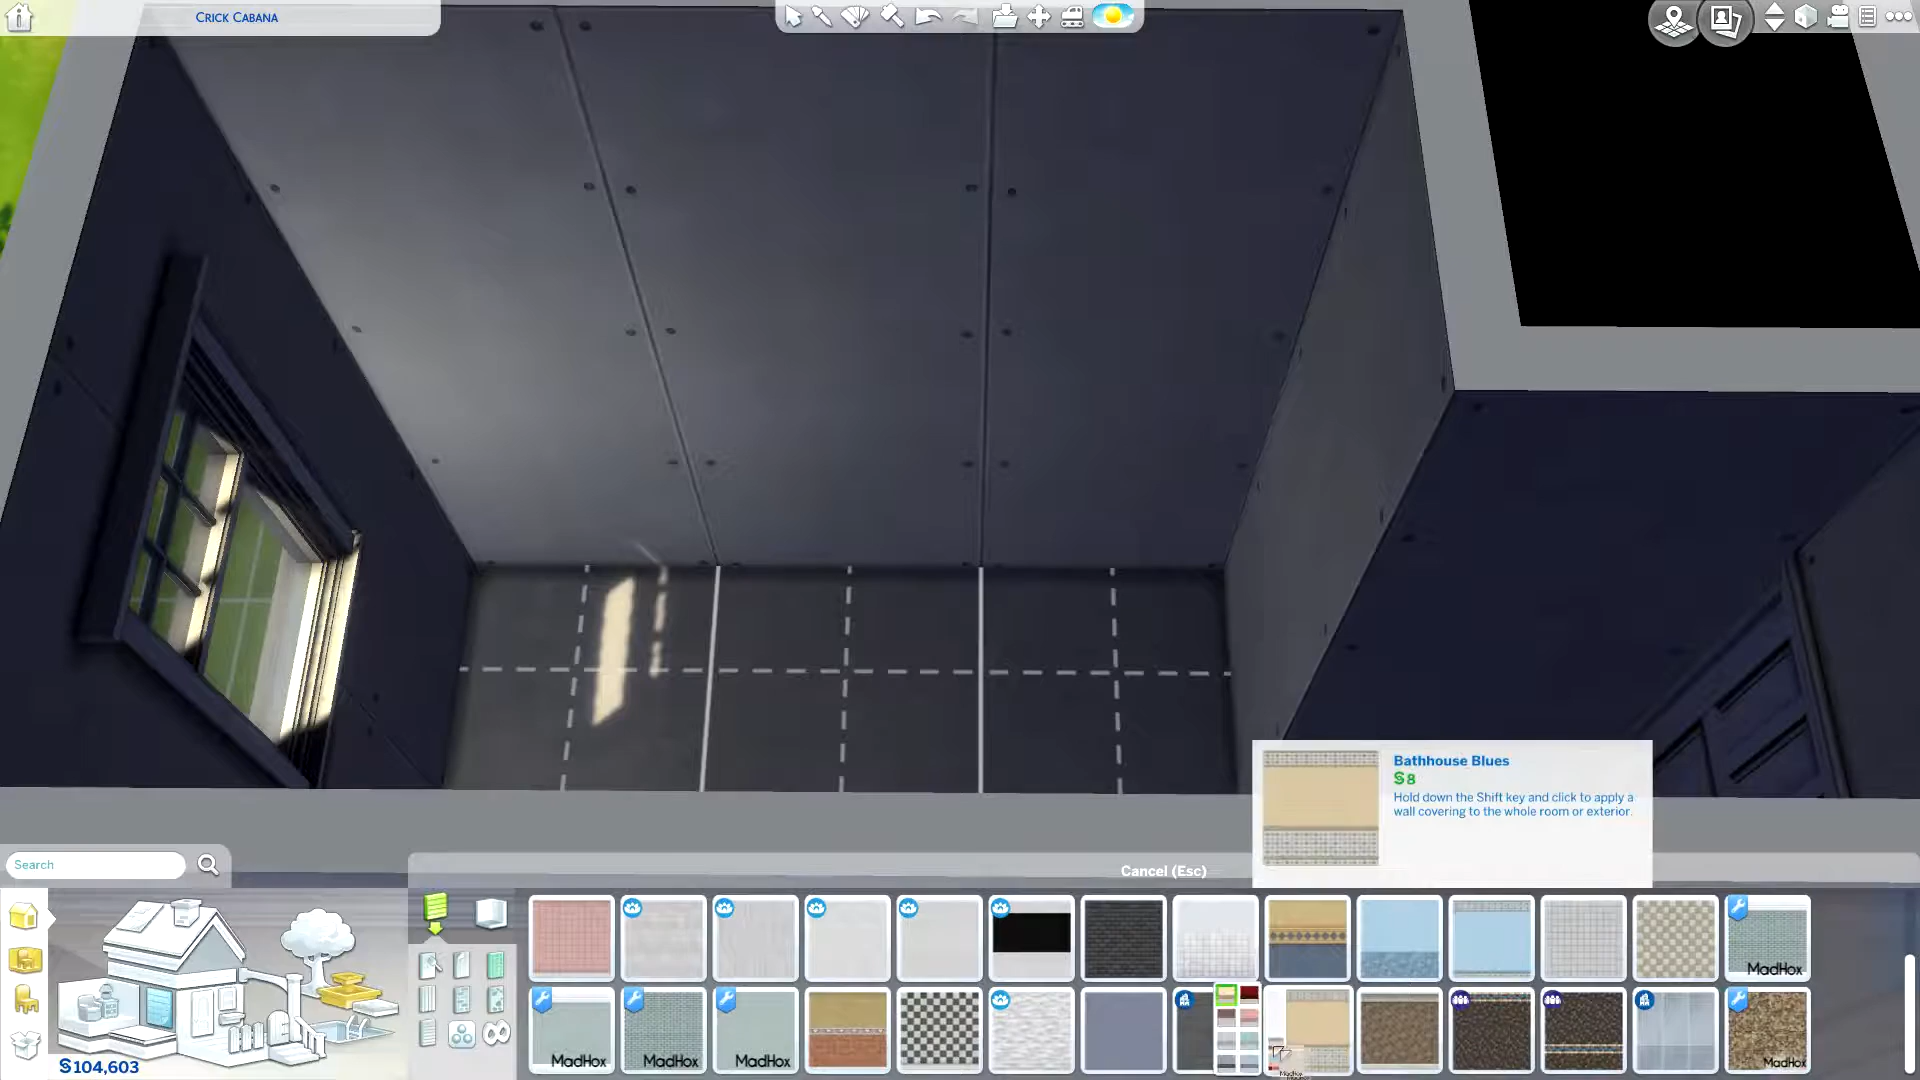 Crick Cabana
Bathhouse Blues
§8
Hold down the Shift key and click to apply a
wall covering to the whole room or exterior.
Search
Cancel (Esc)
MadHox
MadHox
MadHox
MadHox
MadHox
MadHox
§104,603